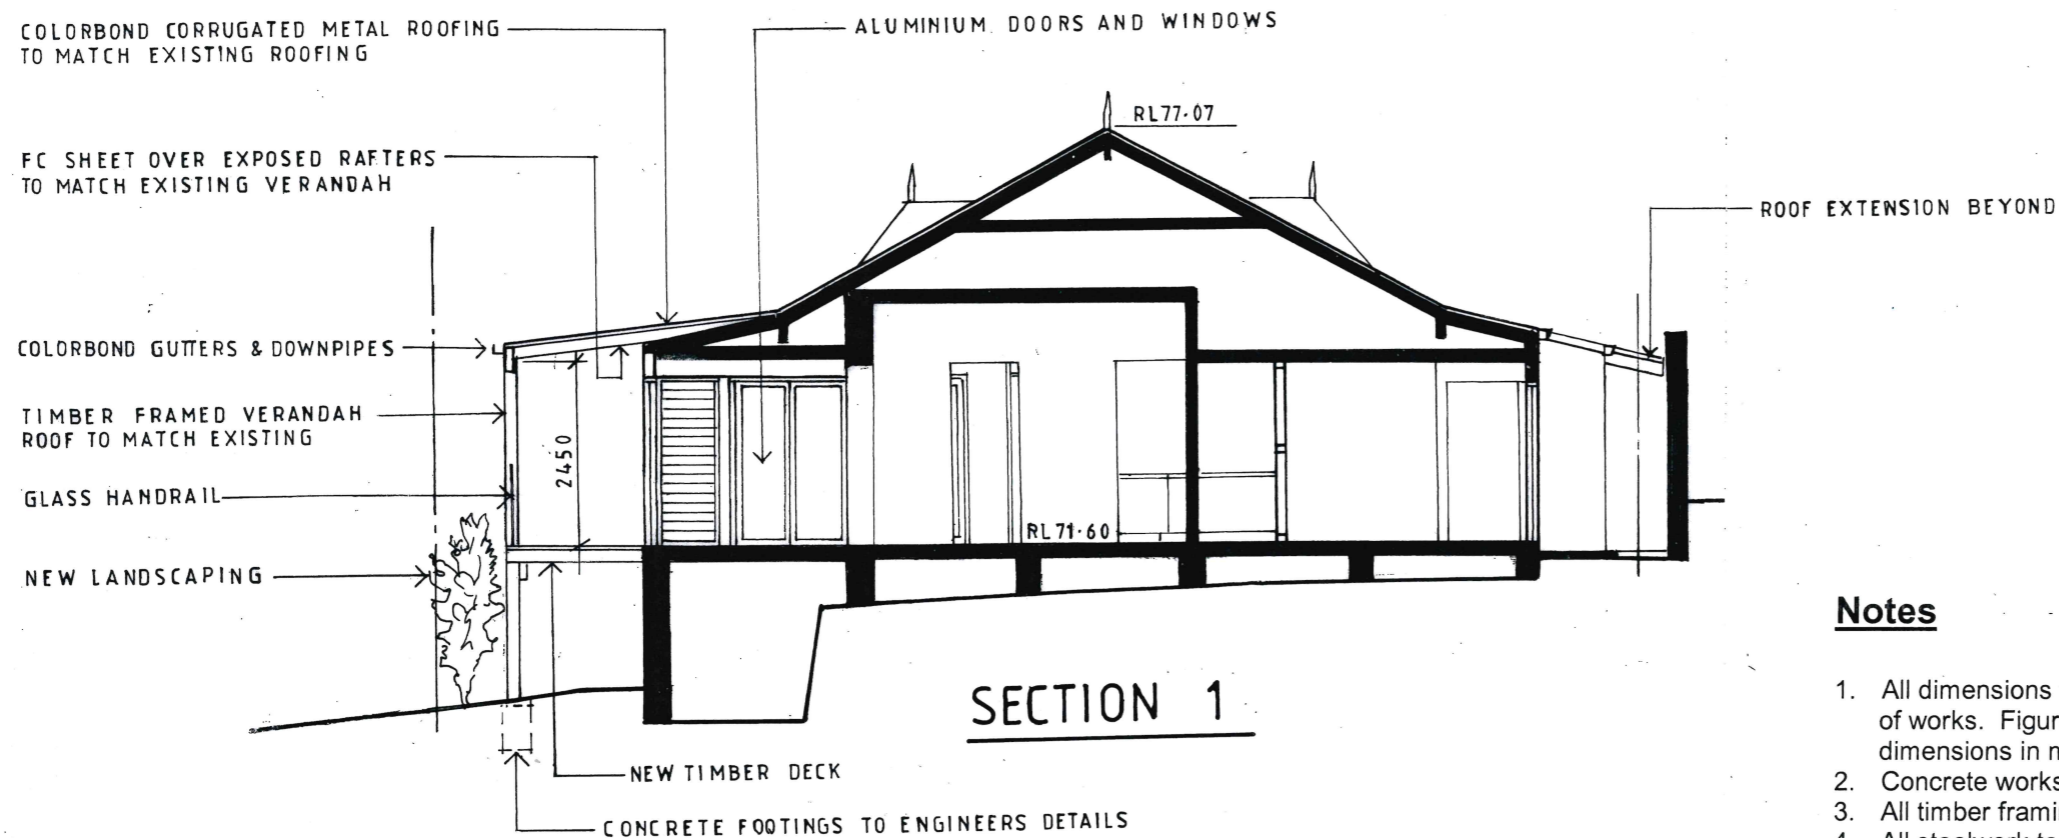 COLORBOND CORRUGATED METAL ROOFING
TO MATCH EXISTING ROOFING
ALUMINIUM DOORS AND WINDOWS
RL77·07
FC SHEET OVER EXPOSED RAFTERS
TO MATCH EXISTING VERANDAH
ROOF EXTENSION BEYOND
COLORBOND GUTTERS & DOWNPIPES
TIMBER FRAMED VERANDAH
ROOF TO MATCH EXISTING
2450
GLASS HANDRAIL
RL71·60
NEW LANDSCAPING
SECTION 1
NEW TIMBER DECK
CONCRETE FOOTINGS TO ENGINEERS DETAILS
Notes
1. All dimensions
of works. Figur
dimensions in
2. Concrete works
3. All timber frami